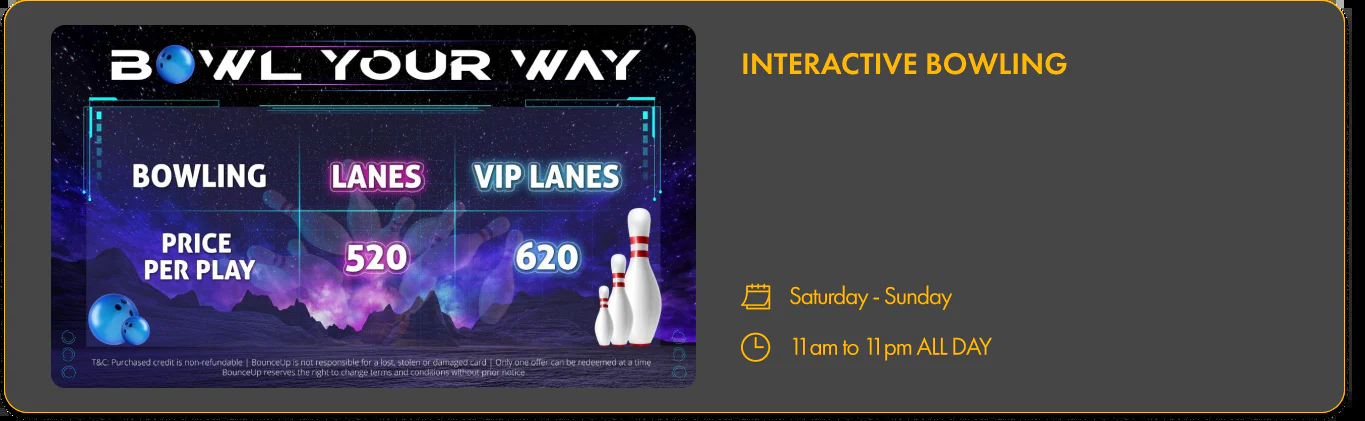 BOWL YOUR WAY
BOWLING LANES VIP LANES
PRICE
PER PLAY 520 620
T&C: Purchased credit is non-refundable | BounceUp is not responsible for a lost, stolen or damaged card | Only one offer can be redeemed at a time
BounceUp reserves the right to change terms and conditions without prior notice
INTERACTIVE BOWLING
Saturday - Sunday
11am to 11pm ALL DAY